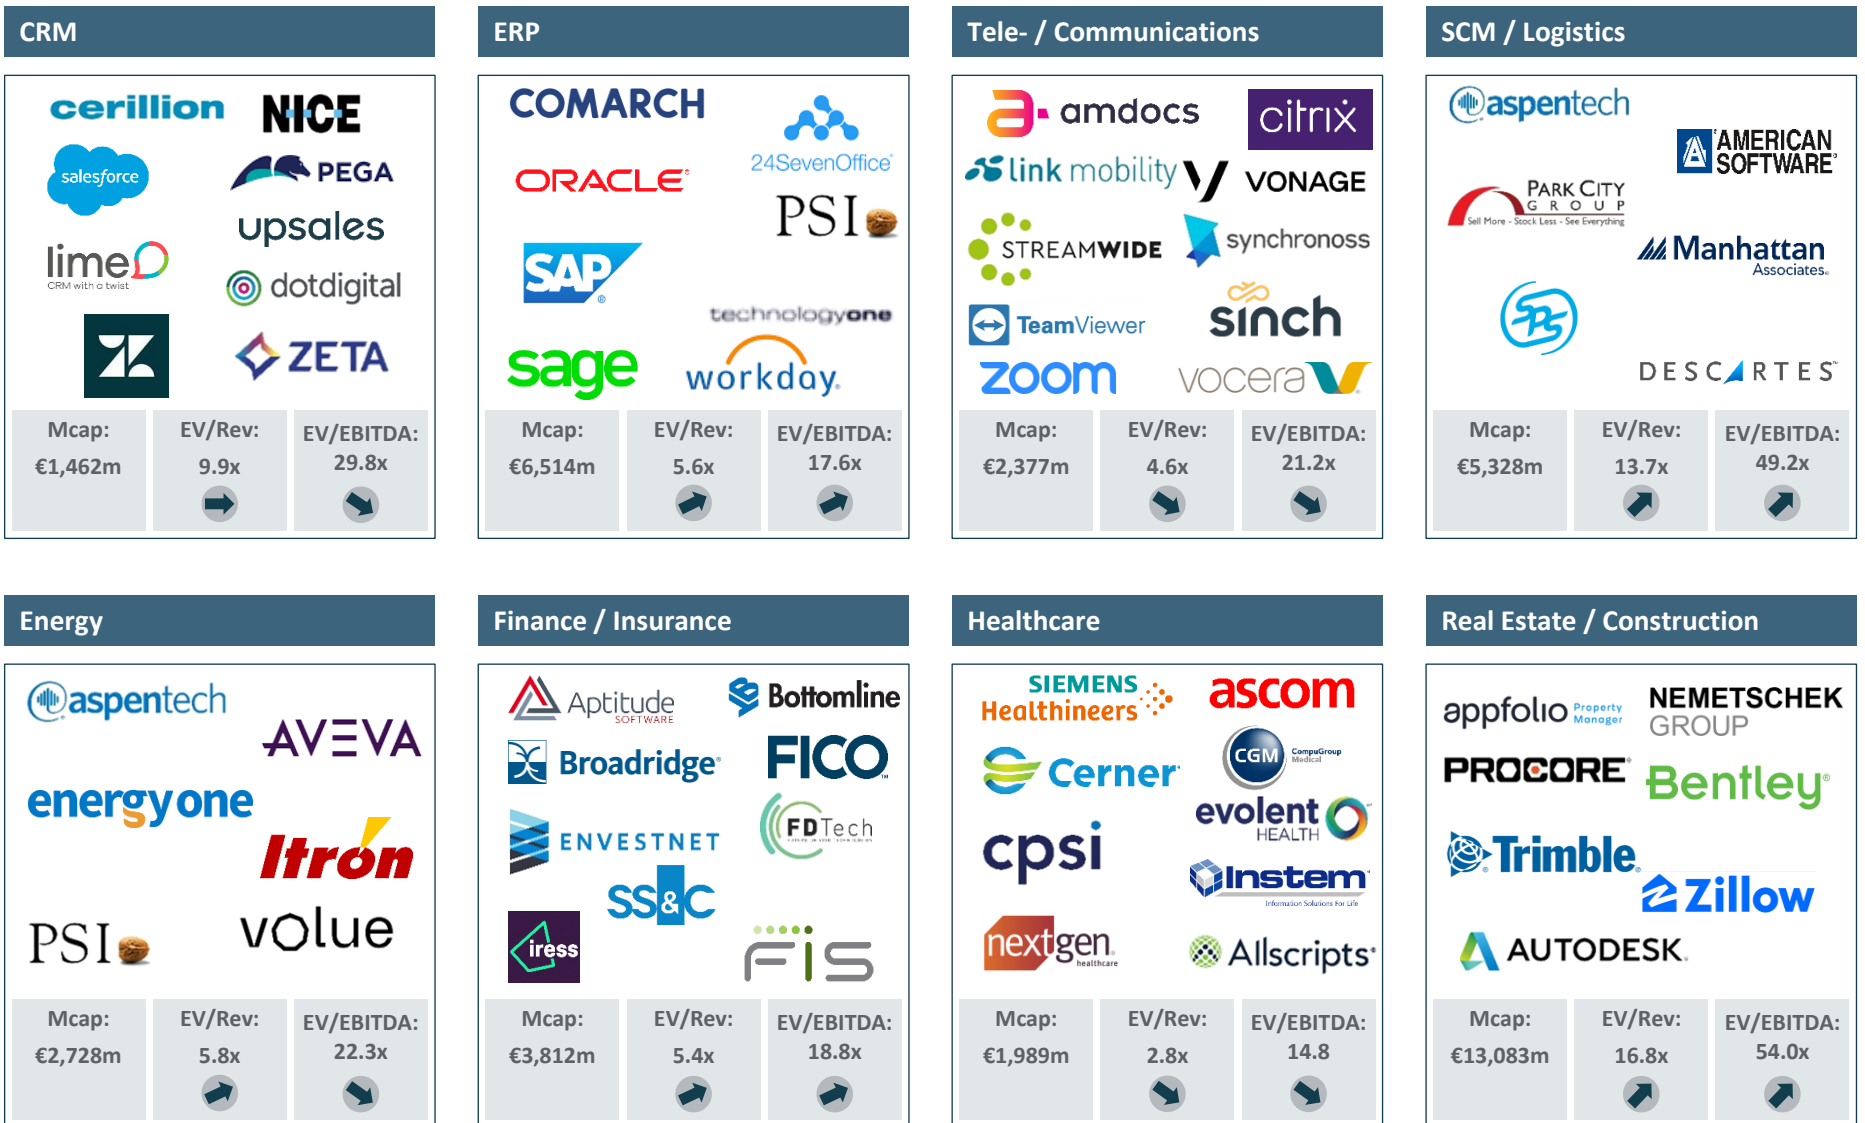 CRM
cerillion
NICE
salesforce
PEGA
upsales
lime
CRM with a twist
dotdigital
ZETA
Mcap:
€1,462m
EV/Rev:
9.9x
EV/EBITDA:
29.8x
ERP
COMARCH
24SevenOffice
ORACLE®
PSI
SAP®
technologyone
sage
workday.
Mcap:
€6,514m
EV/Rev:
5.6x
EV/EBITDA:
17.6x
Tele- / Communications
amdocs
citrix
link mobility
VONAGE
STREAMWIDE
synchronoss
TeamViewer
sinch
zoom
vocera
Mcap:
€2,377m
EV/Rev:
4.6x
EV/EBITDA:
21.2x
SCM / Logistics
aspentech
AMERICAN
SOFTWARE®
PARK CITY
GROUP
Sell More - Stock Less - See Everything
Manhattan
Associates®
SPS
DESCARTES™
Mcap:
€5,328m
EV/Rev:
13.7x
EV/EBITDA:
49.2x
Energy
aspentech
AVEVA
energyone
Itrón
PSI
volue
Mcap:
€2,728m
EV/Rev:
5.8x
EV/EBITDA:
22.3x
Finance / Insurance
Aptitude
SOFTWARE
Bottomline
Broadridge®
FICO™
ENVESTNET
FDTech
SS&C
iress
FIS
Mcap:
€3,812m
EV/Rev:
5.4x
EV/EBITDA:
18.8x
Healthcare
SIEMENS
Healthineers
ascom
Cerner
CGM
CompuGroup
Medical
cpsi
evolent
HEALTH
Instem
Information Solutions For Life
nextgen
healthcare
Allscripts
Mcap:
€1,989m
EV/Rev:
2.8x
EV/EBITDA:
14.8
Real Estate / Construction
appfolio
Property
Manager
NEMETSCHEK
GROUP
PROCORE®
Bentley®
Trimble®
Zillow
AUTODESK®
Mcap:
€13,083m
EV/Rev:
16.8x
EV/EBITDA:
54.0x